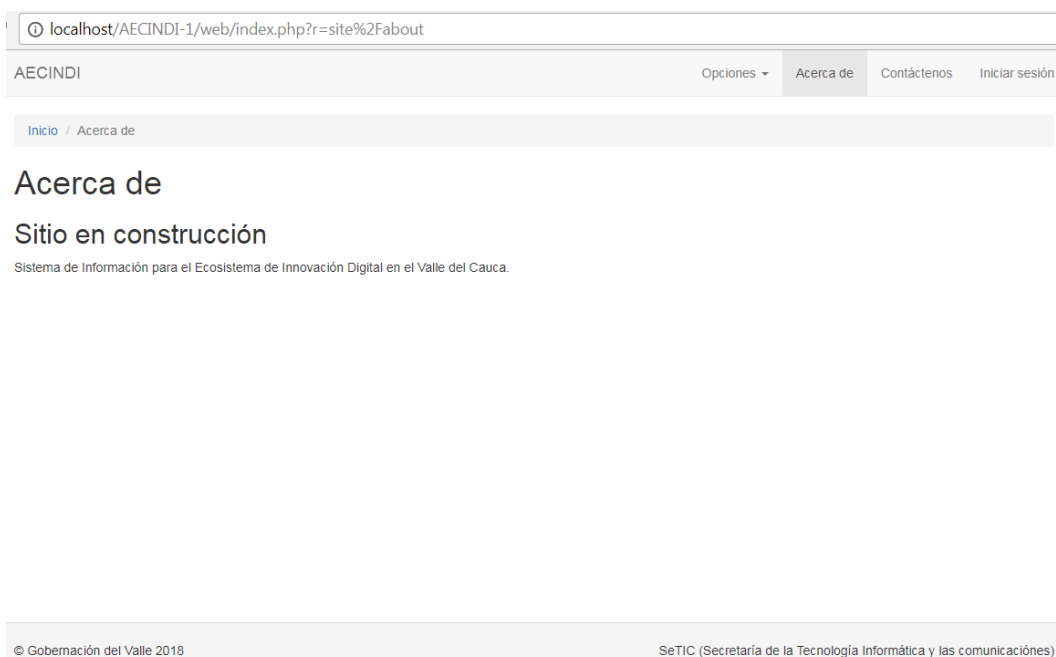 localhost/AECINDI-1/web/index.php?r=site%2Fabout
AECINDI Opciones Acerca de Contáctenos Iniciar sesión
Inicio / Acerca de
Acerca de
Sitio en construcción
Sistema de Información para el Ecosistema de Innovación Digital en el Valle del Cauca.
© Gobernación del Valle 2018 SeTIC (Secretaría de la Tecnología Informática y las comunicaciónes)